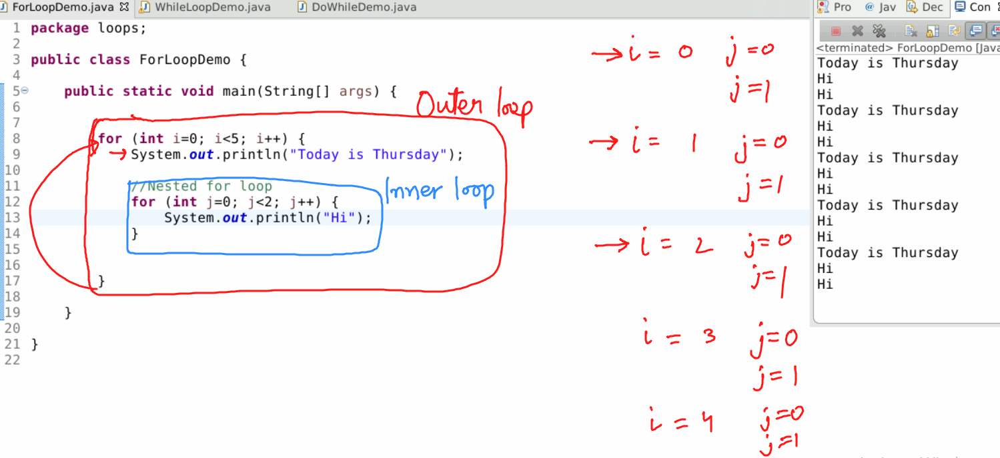 ForLoopDemo.java WhileLoopDemo.java DoWhileDemo.java
1 package loops;
2
3 public class ForLoopDemo {
4
5 public static void main(String[] args) {
6
7
8 for (int i=0; i<5; i++) {
9 System.out.println("Today is Thursday");
10
11 //Nested for loop
12 for (int j=0; j<2; j++) {
13 System.out.println("Hi");
14 }
15
16
17 }
18
19 }
20
21 }
22
Outer loop
Inner loop
→ i = 0 j=0
j=1
→ i = 1 j=0
j=1
→ i = 2 j=0
j=1
i = 3 j=0
j=1
i = 4 j=0
j=1
Pro @ Jav Dec Con
<terminated> ForLoopDemo [Java
Today is Thursday
Hi
Hi
Today is Thursday
Hi
Hi
Today is Thursday
Hi
Hi
Today is Thursday
Hi
Hi
Today is Thursday
Hi
Hi